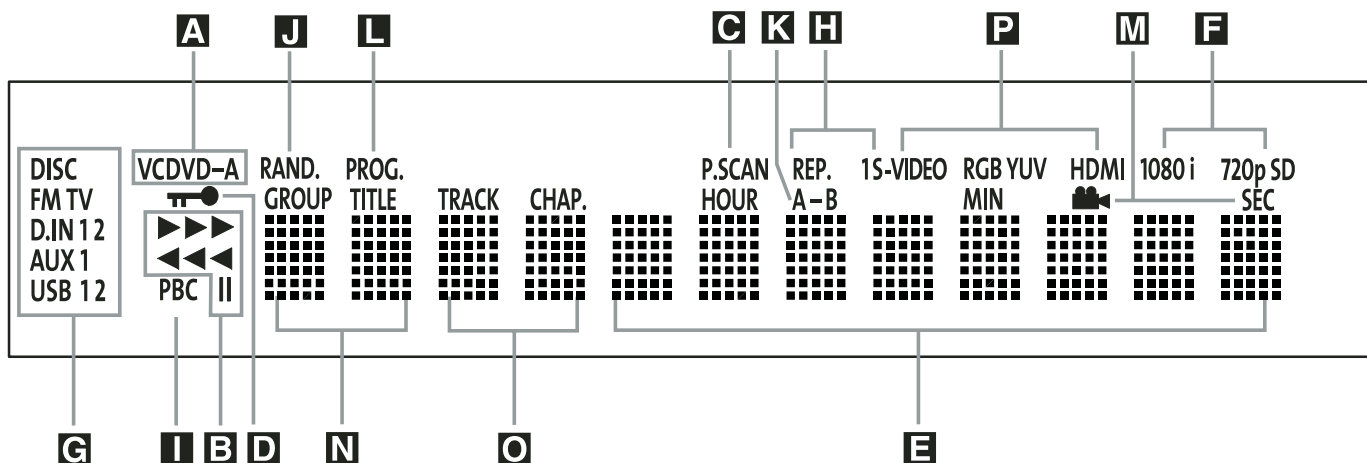 A J L C K H P M F
DISC VCDVD-A RAND. PROG. P.SCAN REP. 1S-VIDEO RGB YUV HDMI 1080 i 720p SD
FM TV GROUP TITLE TRACK CHAP. HOUR A-B MIN SEC
D.IN 1 2
AUX 1
USB 1 2 PBC
G I B D N O E